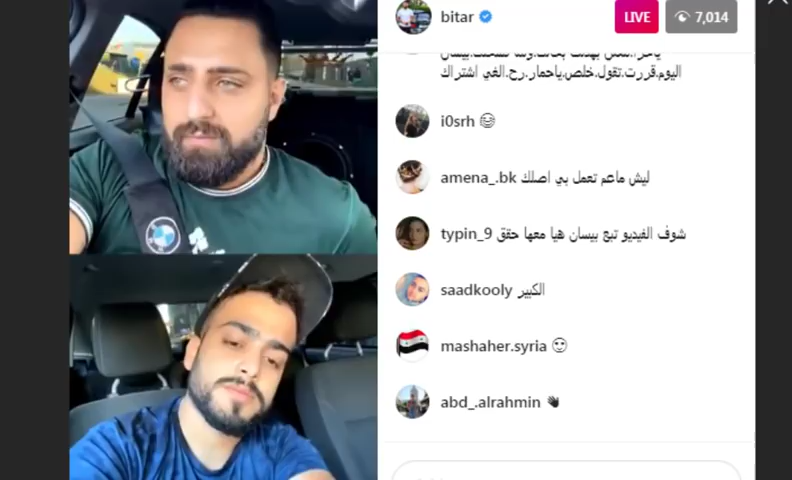 bitar
LIVE
7,014
اليوم.قررت.تقول.خلص.ياحمار.رح.الغي اشتراك
i0srh 😂
amena_.bk ليش ماعم تعمل بي اصلك
typin_9 شوف الفيديو تبع بيسان هيا معها حقق
saadkooly الكبير
mashaher.syria 😍
abd_.alrahmin 👋